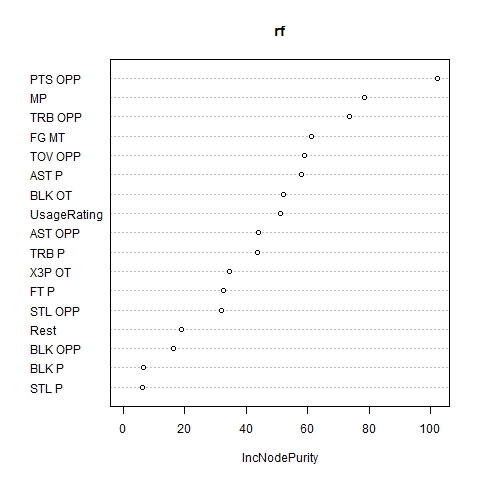 rf
PTS OPP
MP
TRB OPP
FG MT
TOV OPP
AST P
BLK OT
UsageRating
AST OPP
TRB P
X3P OT
FT P
STL OPP
Rest
BLK OPP
BLK P
STL P
0 20 40 60 80 100
IncNodePurity